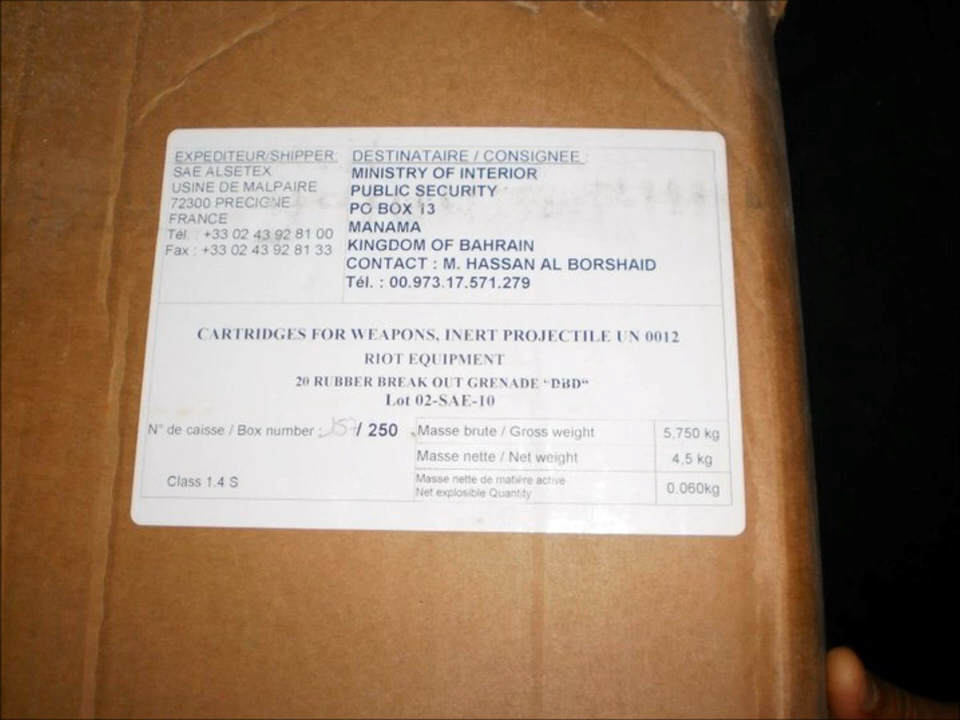 EXPEDITEUR/SHIPPER:
SAE ALSETEX
USINE DE MALPAIRE
72300 PRECIGNE
FRANCE
Tél. : +33 02 43 92 81 00
Fax : +33 02 43 92 81 33
DESTINATAIRE / CONSIGNEE :
MINISTRY OF INTERIOR
PUBLIC SECURITY
PO BOX 13
MANAMA
KINGDOM OF BAHRAIN
CONTACT : M. HASSAN AL BORSHAID
Tél. : 00.973.17.571.279
CARTRIDGES FOR WEAPONS, INERT PROJECTILE UN 0012
RIOT EQUIPMENT
20 RUBBER BREAK OUT GRENADE "DBD"
Lot 02-SAE-10
N° de caisse / Box number : 157 / 250
Class 1.4 S
Masse brute / Gross weight 5,750 kg
Masse nette / Net weight 4,5 kg
Masse nette de matière active
Net explosible Quantity 0.060kg